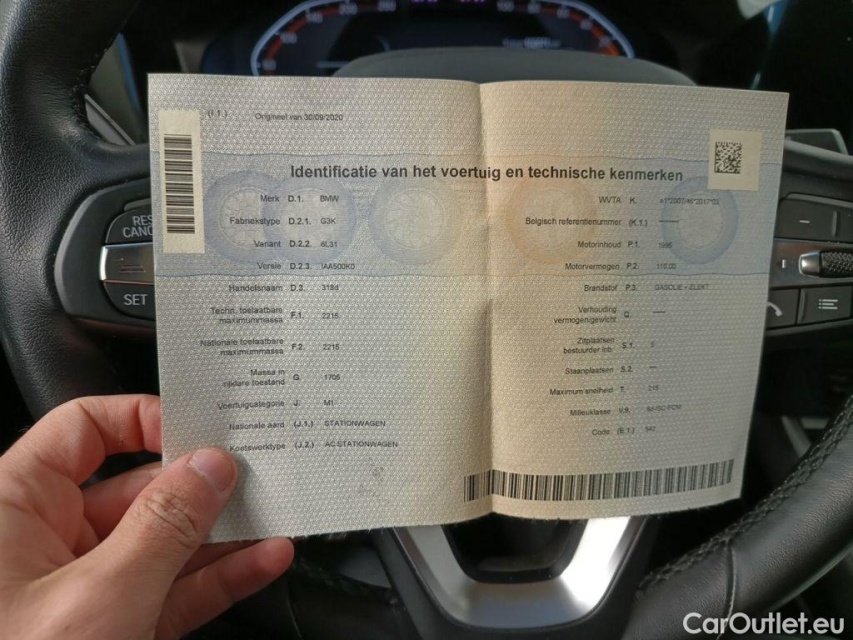 RES
CANC
SET
(I 1)
Origineel van 30/09/2020
Identificatie van het voertuig en technische kenmerken
Merk D.1. BMW
Fabriekstype D.2.1. G3K
Variant D.2.2. 6L31
Versie D.2.3. IAA500K0
Handelsnaam D.3. 318d
Techn. toelaatbare
maximummassa F.1. 2215
Nationale toelaatbare
maximummassa F.2. 2215
Massa in
rijklare toestand G. 1705
Voertuigcategorie J. M1
Nationale aard (J.1.) STATIONWAGEN
Koetswerktype (J.2.) AC STATIONWAGEN
WVTA K.
Belgisch referentienummer (K.1.) ----
Motorinhoud P.1. 1995
Motorvermogen P.2. 110.00
Brandstof P.3. GASOLIE - ELEKT
Verhouding
vermogen/gewicht Q ----
Zitplaatsen
bestuurder inb. S.1. 5
Staanplaatsen S.2. ---
Maximum snelheid T. 215
Milieuklasse V.9.
Code (E.1)
CarOutlet.eu